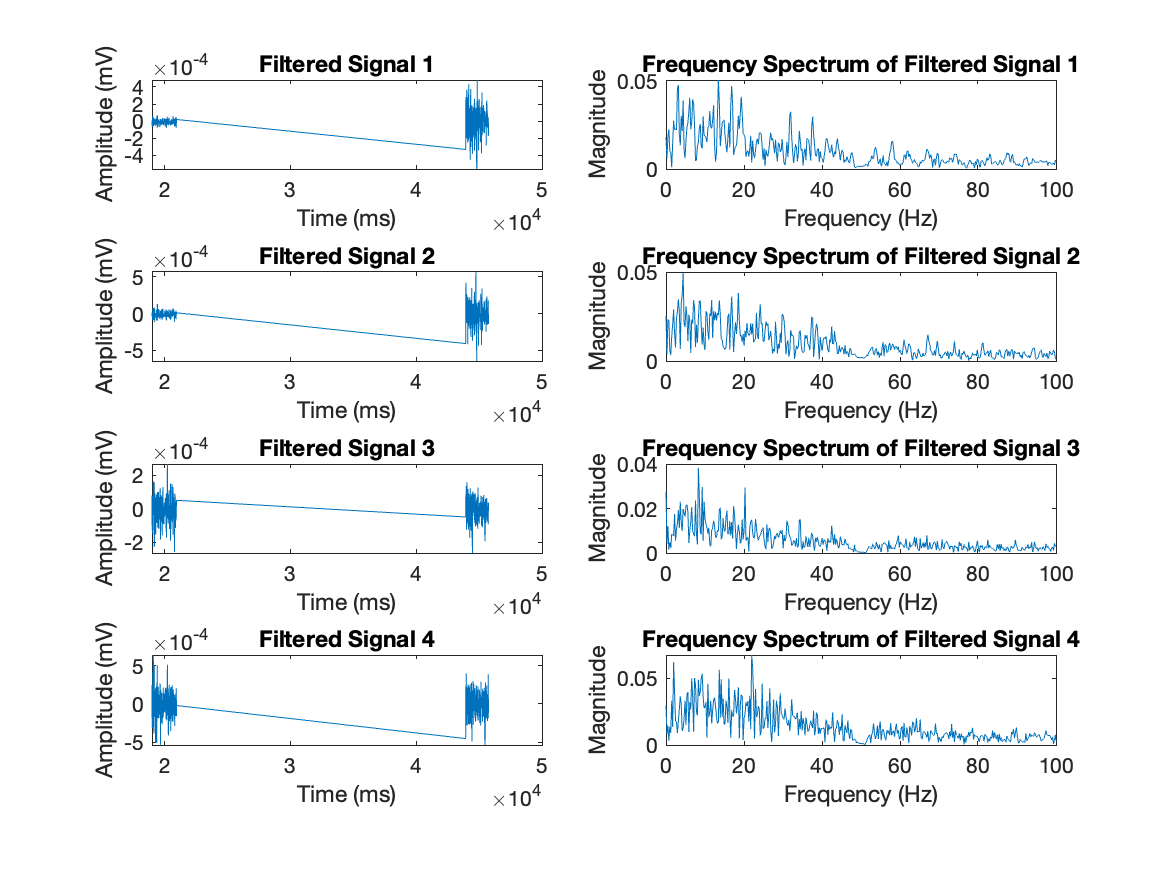 Filtered Signal 1
×10-4
Amplitude (mV)
4
2
0
-2
-4
2
3
4
5
Time (ms)
×104
Frequency Spectrum of Filtered Signal 1
Magnitude
0.05
0
0
20
40
60
80
100
Frequency (Hz)
Filtered Signal 2
×10-4
Amplitude (mV)
5
0
-5
2
3
4
5
Time (ms)
×104
Frequency Spectrum of Filtered Signal 2
Magnitude
0.05
0
0
20
40
60
80
100
Frequency (Hz)
Filtered Signal 3
×10-4
Amplitude (mV)
2
0
-2
2
3
4
5
Time (ms)
×104
Frequency Spectrum of Filtered Signal 3
Magnitude
0.04
0.02
0
0
20
40
60
80
100
Frequency (Hz)
Filtered Signal 4
×10-4
Amplitude (mV)
5
0
-5
2
3
4
5
Time (ms)
×104
Frequency Spectrum of Filtered Signal 4
Magnitude
0.05
0
0
20
40
60
80
100
Frequency (Hz)